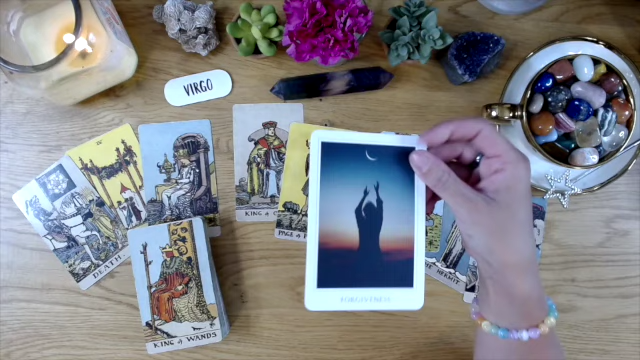 VIRGO
DEATH
KING of
PAGE of P
FORGIVENESS
THE HERMIT
KING of WANDS